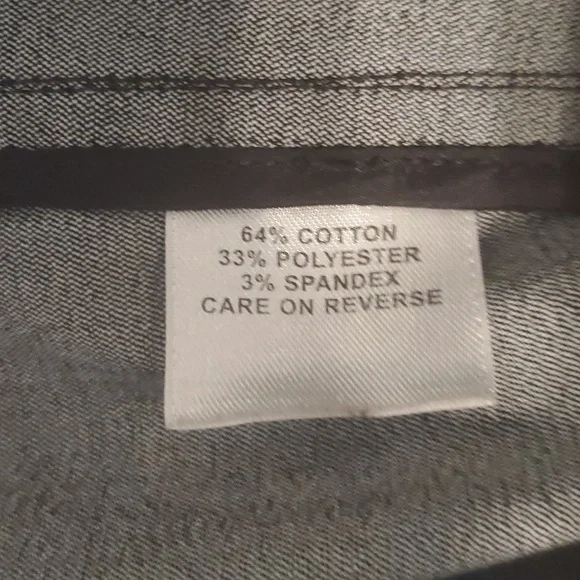 64% COTTON
33% POLYESTER
3% SPANDEX
CARE ON REVERSE